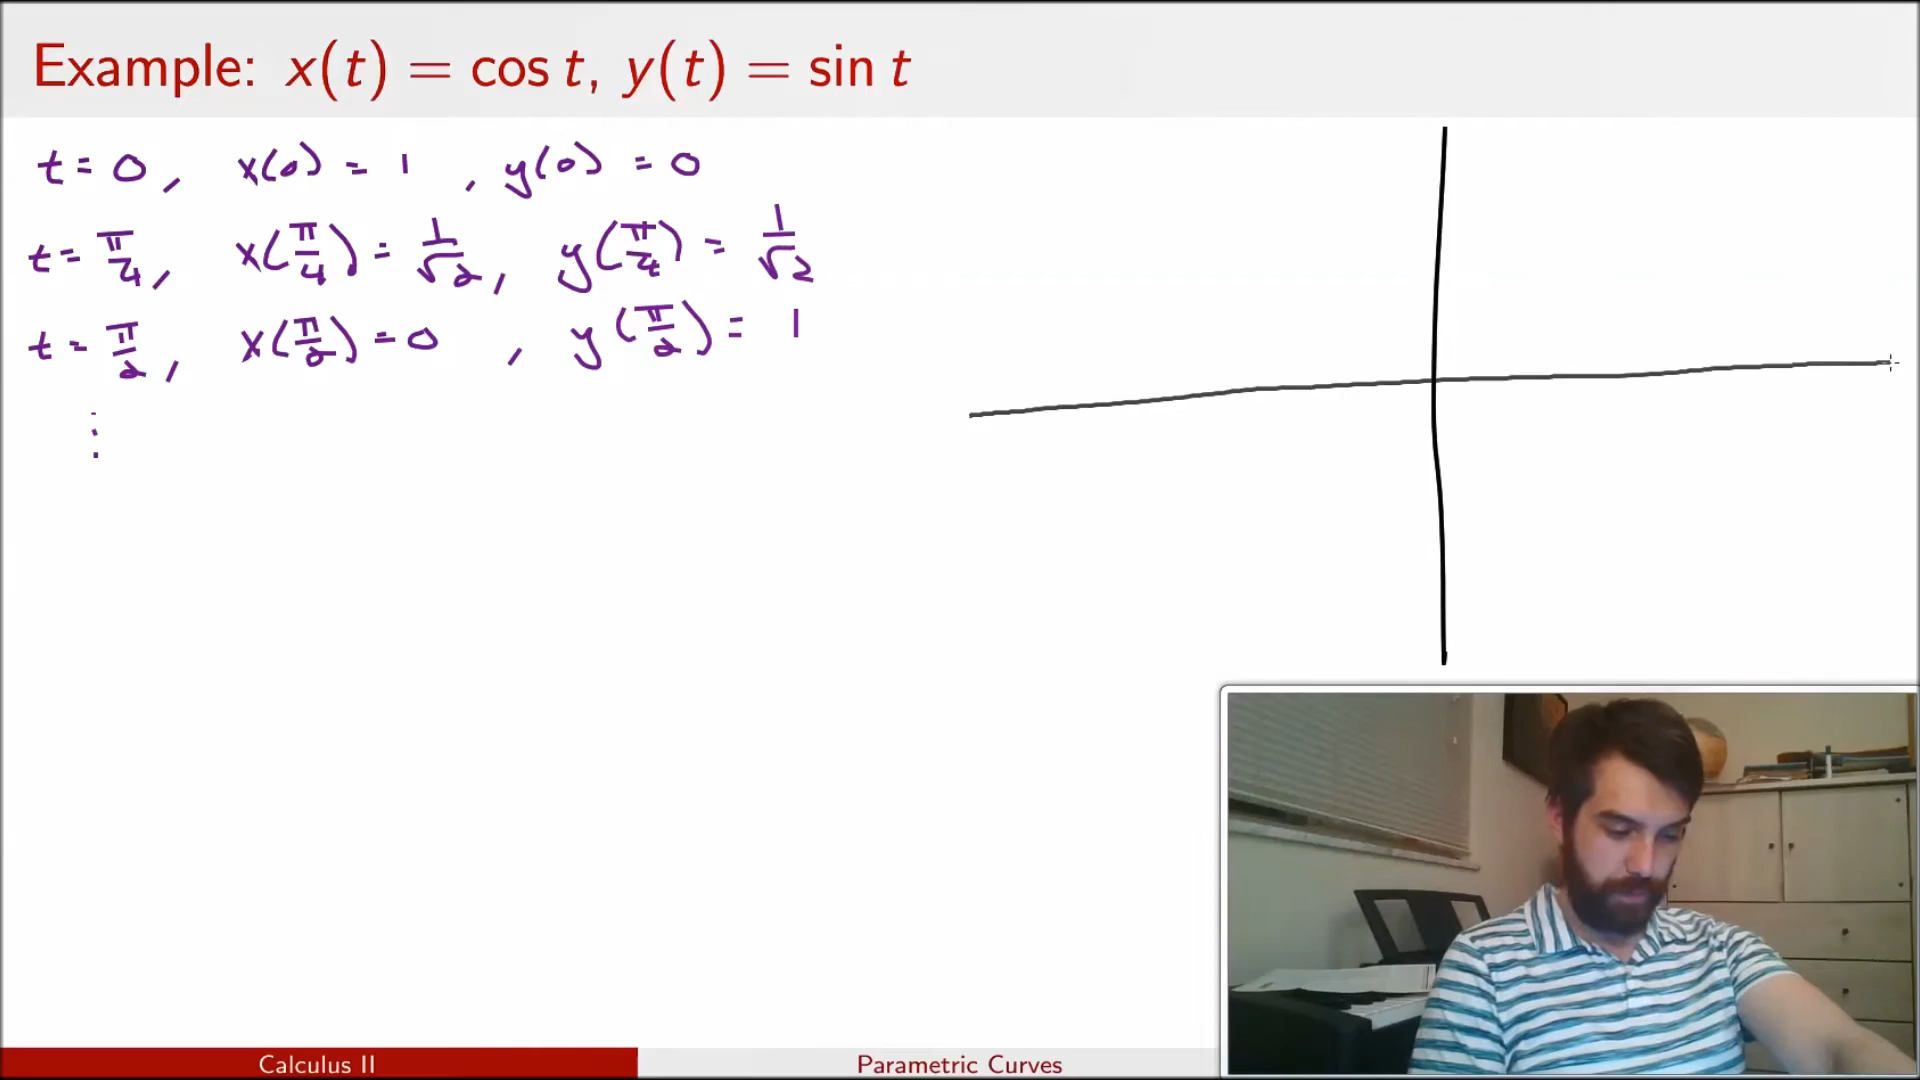 Example: x(t) = cos t, y(t) = sin t
t = 0, x(0) = 1, y(0) = 0
t = π/4, x(π/4) = 1/√2, y(π/4) = 1/√2
t = π/2, x(π/2) = 0, y(π/2) = 1
⋮
Calculus II
Parametric Curves